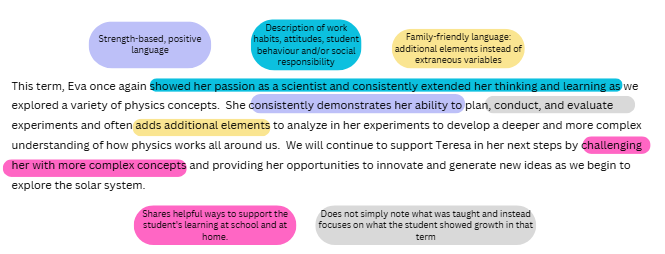 Strength-based, positive
language
Description of work
habits, attitudes, student
behaviour and/or social
responsibility
Family-friendly language:
additional elements instead of
extraneous variables
This term, Eva once again showed her passion as a scientist and consistently extended her thinking and learning as we
explored a variety of physics concepts.  She consistently demonstrates her ability to plan, conduct, and evaluate
experiments and often adds additional elements to analyze in her experiments to develop a deeper and more complex
understanding of how physics works all around us.  We will continue to support Teresa in her next steps by challenging
her with more complex concepts and providing her opportunities to innovate and generate new ideas as we begin to
explore the solar system.
Shares helpful ways to support the
student's learning at school and at
home.
Does not simply note what was taught and instead
focuses on what the student showed growth in that
term